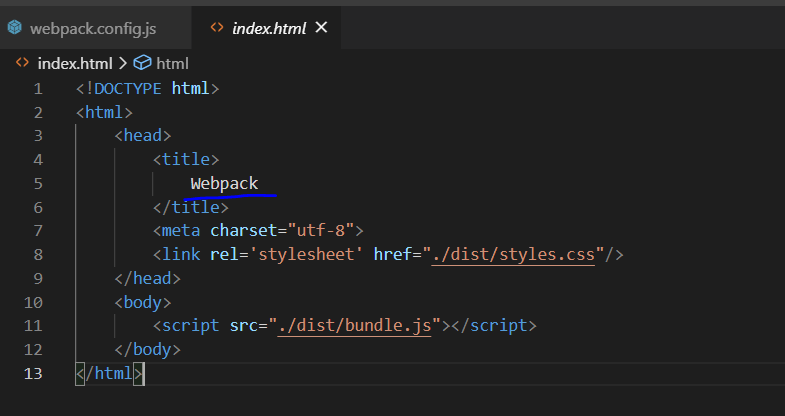 webpack.config.js
index.html
index.html > html
1 <!DOCTYPE html>
2 <html>
3 <head>
4 <title>
5 Webpack
6 </title>
7 <meta charset="utf-8">
8 <link rel='stylesheet' href="./dist/styles.css"/>
9 </head>
10 <body>
11 <script src="./dist/bundle.js"></script>
12 </body>
13 </html>